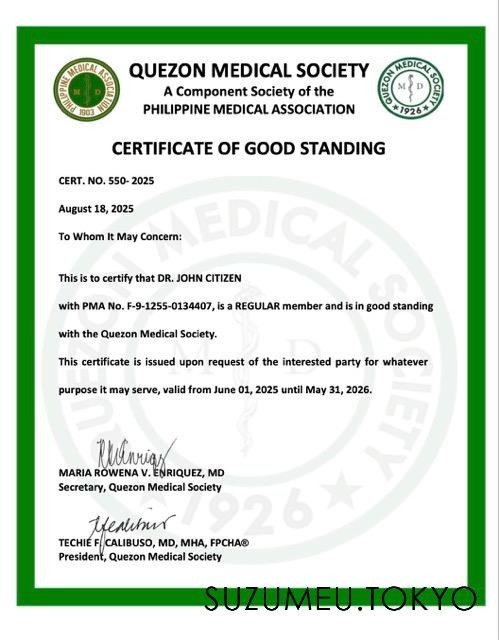 QUEZON MEDICAL SOCIETY
A Component Society of the
PHILIPPINE MEDICAL ASSOCIATION
PHILIPPINE MEDICAL ASSOCIATION
M D
1903
QUEZON MEDICAL SOCIETY
M D
1926
CERTIFICATE OF GOOD STANDING
CERT. NO. 550- 2025
August 18, 2025
To Whom It May Concern:
This is to certify that DR. JOHN CITIZEN
with PMA No. F-9-1255-0134407, is a REGULAR member and is in good standing
with the Quezon Medical Society.
This certificate is issued upon request of the interested party for whatever
purpose it may serve, valid from June 01, 2025 until May 31, 2026.
QUEZON MEDICAL SOCIETY
M D
1926
MARIA ROWENA V. ENRIQUEZ, MD
Secretary, Quezon Medical Society
TECHIE F. CALIBUSO, MD, MHA, FPCHA®
President, Quezon Medical Society
SUZUMEU.TOKYO